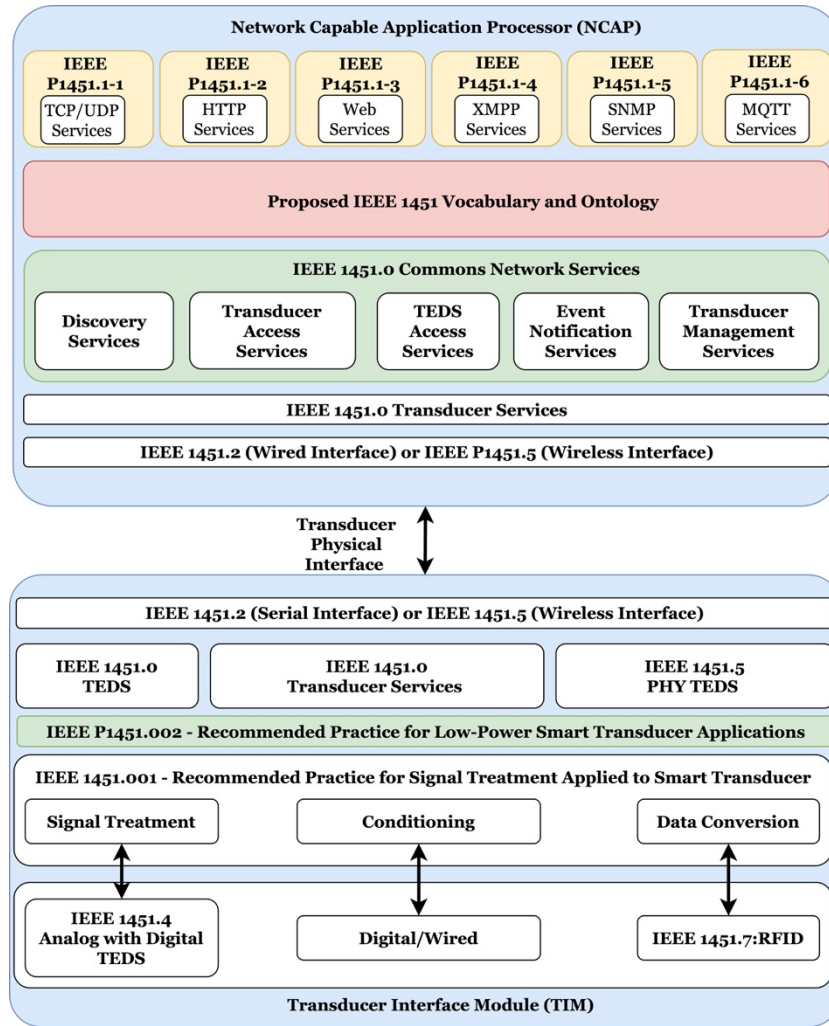 Network Capable Application Processor (NCAP)
IEEE
P1451.1-1
TCP/UDP
Services
IEEE
P1451.1-2
HTTP
Services
IEEE
P1451.1-3
Web
Services
IEEE
P1451.1-4
XMPP
Services
IEEE
P1451.1-5
SNMP
Services
IEEE
P1451.1-6
MQTT
Services
Proposed IEEE 1451 Vocabulary and Ontology
IEEE 1451.0 Commons Network Services
Discovery
Services
Transducer
Access
Services
TEDS
Access
Services
Event
Notification
Services
Transducer
Management
Services
IEEE 1451.0 Transducer Services
IEEE 1451.2 (Wired Interface) or IEEE P1451.5 (Wireless Interface)
Transducer
Physical
Interface
IEEE 1451.2 (Serial Interface) or IEEE 1451.5 (Wireless Interface)
IEEE 1451.0
TEDS
IEEE 1451.0
Transducer Services
IEEE 1451.5
PHY TEDS
IEEE P1451.002 - Recommended Practice for Low-Power Smart Transducer Applications
IEEE 1451.001 - Recommended Practice for Signal Treatment Applied to Smart Transducer
Signal Treatment
Conditioning
Data Conversion
IEEE 1451.4
Analog with Digital
TEDS
Digital/Wired
IEEE 1451.7:RFID
Transducer Interface Module (TIM)